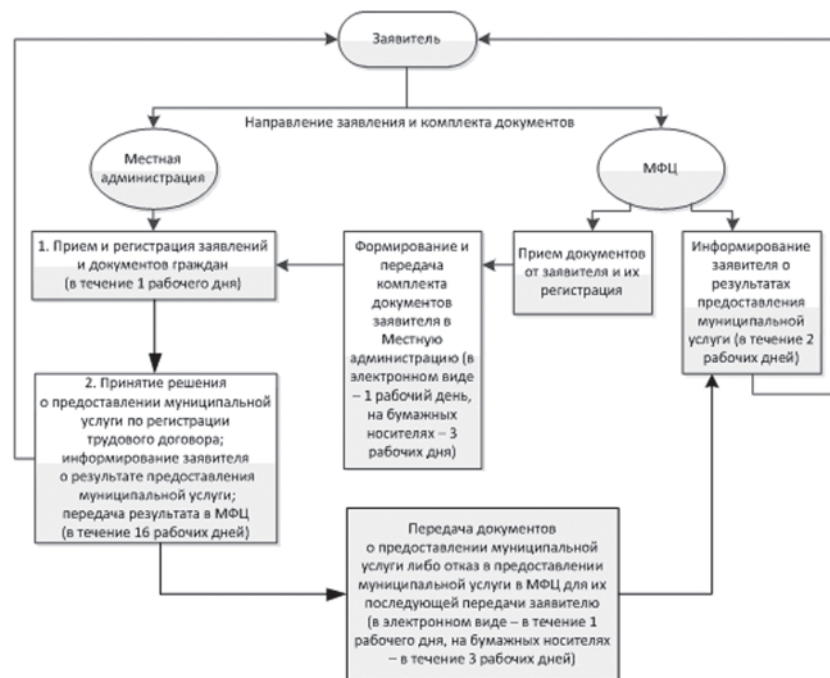 Заявитель
Направление заявления и комплекта документов
Местная
администрация
МФЦ
1. Прием и регистрация заявлений
и документов граждан
(в течение 1 рабочего дня)
Формирование и
передача
комплекта
документов
заявителя в
Местную
администрацию (в
электронном виде
– 1 рабочий день,
на бумажных
носителях – 3
рабочих дня)
Прием документов
от заявителя и их
регистрация
Информирование
заявителя о
результатах
предоставления
муниципальной
услуги (в течение 2
рабочих дней)
2. Принятие решения
о предоставлении муниципальной
услуги по регистрации
трудового договора;
информирование заявителя
о результате предоставления
муниципальной услуги;
передача результата в МФЦ
(в течение 16 рабочих дней)
Передача документов
о предоставлении муниципальной
услуги либо отказ в предоставлении
муниципальной услуги в МФЦ для их
последующей передачи заявителю
(в электронном виде – в течение 1
рабочего дня, на бумажных носителях
– в течение 3 рабочих дней)